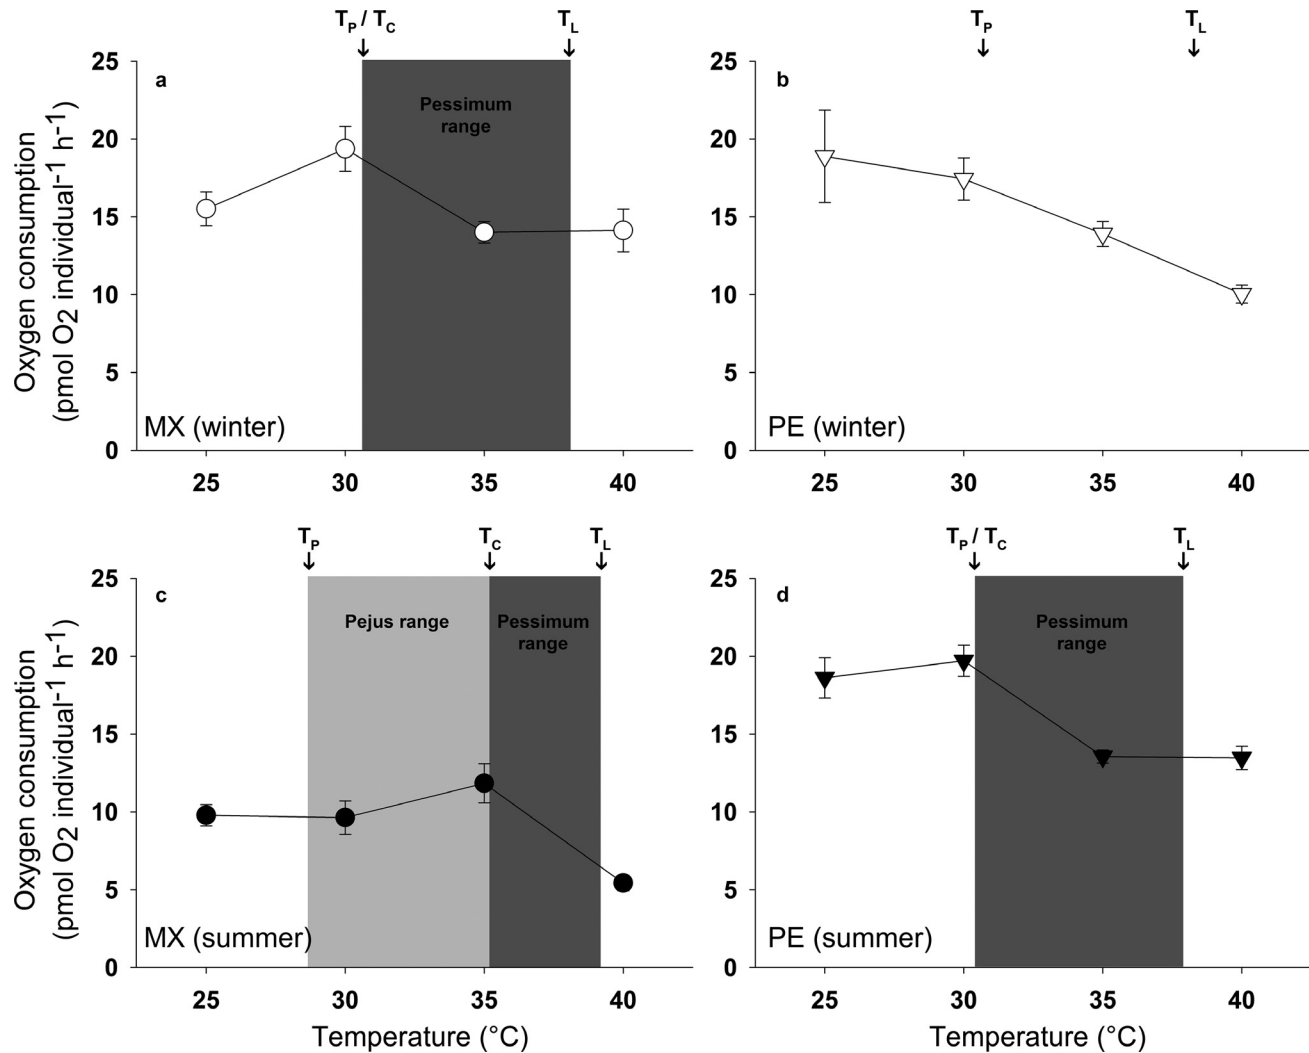 T_P / T_C T_L
T_P T_L
25
20
15
10
5
0
a
Pessimum
range
MX (winter)
25 30 35 40
Oxygen consumption
(pmol O2 individual-1 h-1)
25
20
15
10
5
0
b
PE (winter)
25 30 35 40
T_P T_C T_L
T_P / T_C T_L
25
20
15
10
5
0
c
Pejus range
Pessimum
range
MX (summer)
25 30 35 40
Temperature (°C)
Oxygen consumption
(pmol O2 individual-1 h-1)
25
20
15
10
5
0
d
Pessimum
range
PE (summer)
25 30 35 40
Temperature (°C)